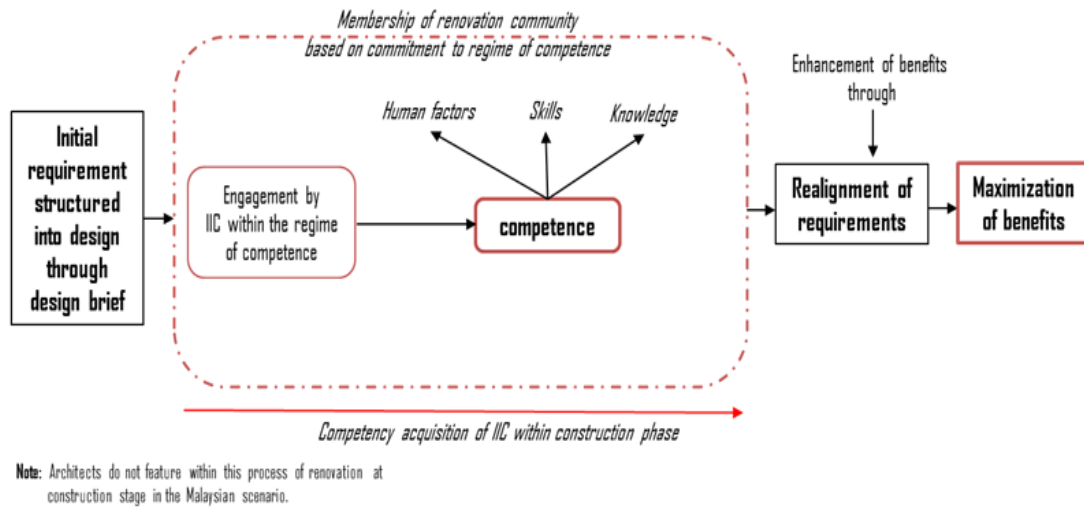 Membership of renovation community
based on commitment to regime of competence
Initial
requirement
structured
into design
through
design brief
Engagement by
IIC within the regime
of competence
Human factors
Skills
Knowledge
competence
Enhancement of benefits
through
Realignment of
requirements
Maximization
of benefits
Competency acquisition of IIC within construction phase
Note: Architects do not feature within this process of renovation at
construction stage in the Malaysian scenario.